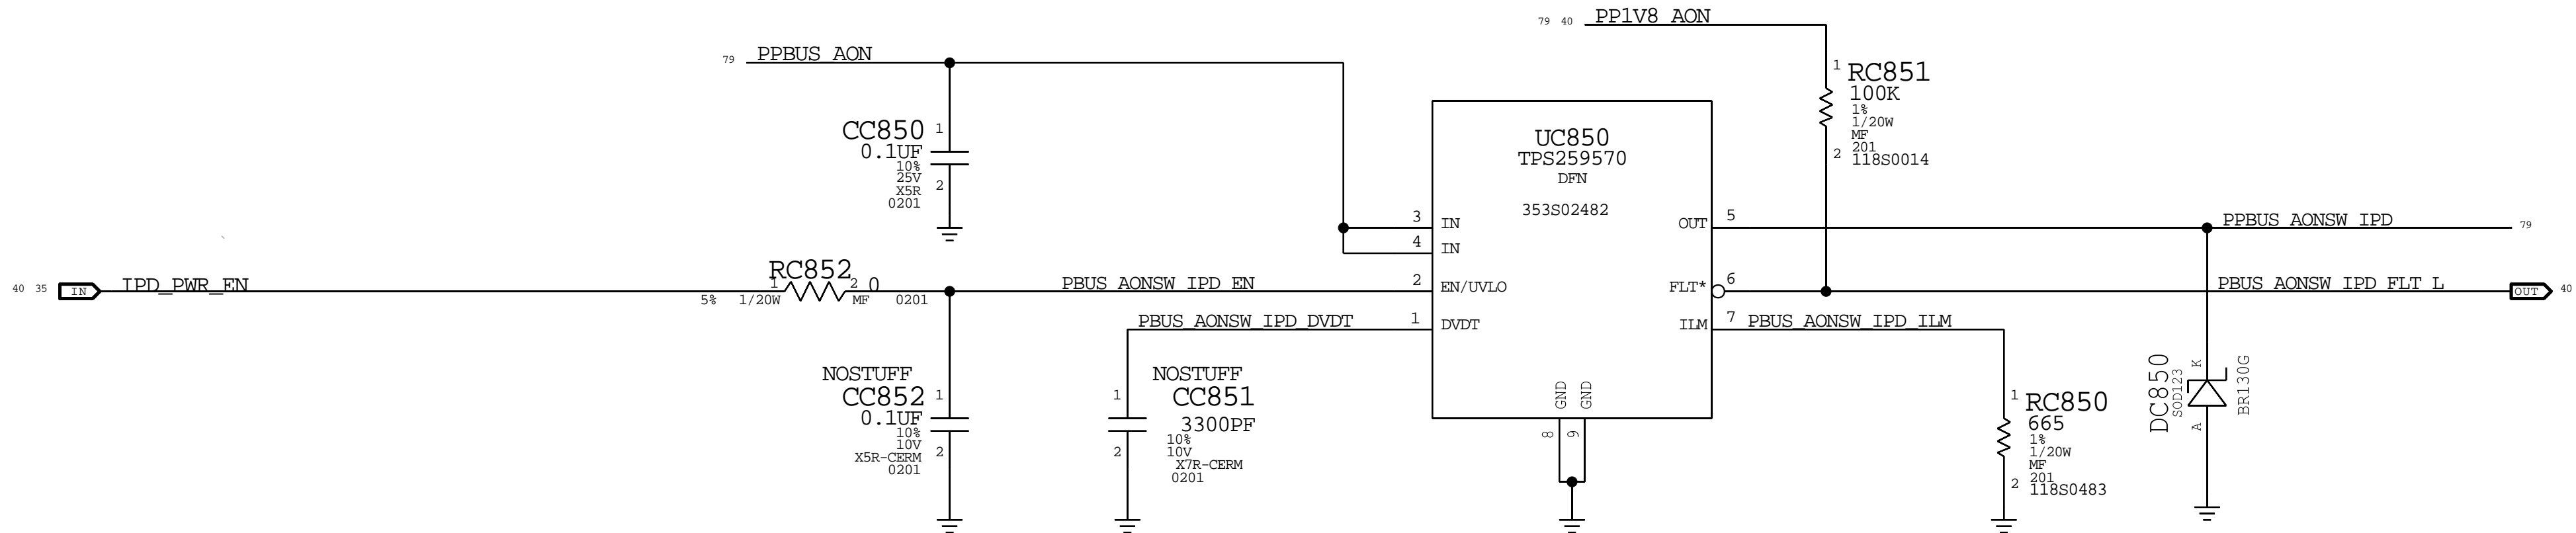 79 40 PP1V8_AON
79 PPBUS_AON
1 RC851
100K
1%
1/20W
MF
201
2 118S0014
CC850 1
0.1UF
10%
25V
X5R
0201
2
UC850
TPS259570
DFN
353S02482
3 IN
4 IN
2 EN/UVLO
1 DVDT
OUT 5
FLT* 6
ILM 7
GND 8
GND 9
PPBUS_AONSW_IPD 79
40 35 IN IPD_PWR_EN
RC852
1 2 0
5% 1/20W MF 0201
PBUS_AONSW_IPD_EN
PBUS_AONSW_IPD_FLT_L OUT 40
PBUS_AONSW_IPD_DVDT
PBUS_AONSW_IPD_ILM
NOSTUFF
CC852 1
0.1UF
10%
10V
X5R-CERM
0201
2
NOSTUFF
1 CC851
3300PF
10%
10V
2 X7R-CERM
0201
1 RC850
665
1%
1/20W
MF
201
2 118S0483
DC850
SOD123
K
A
BR130G